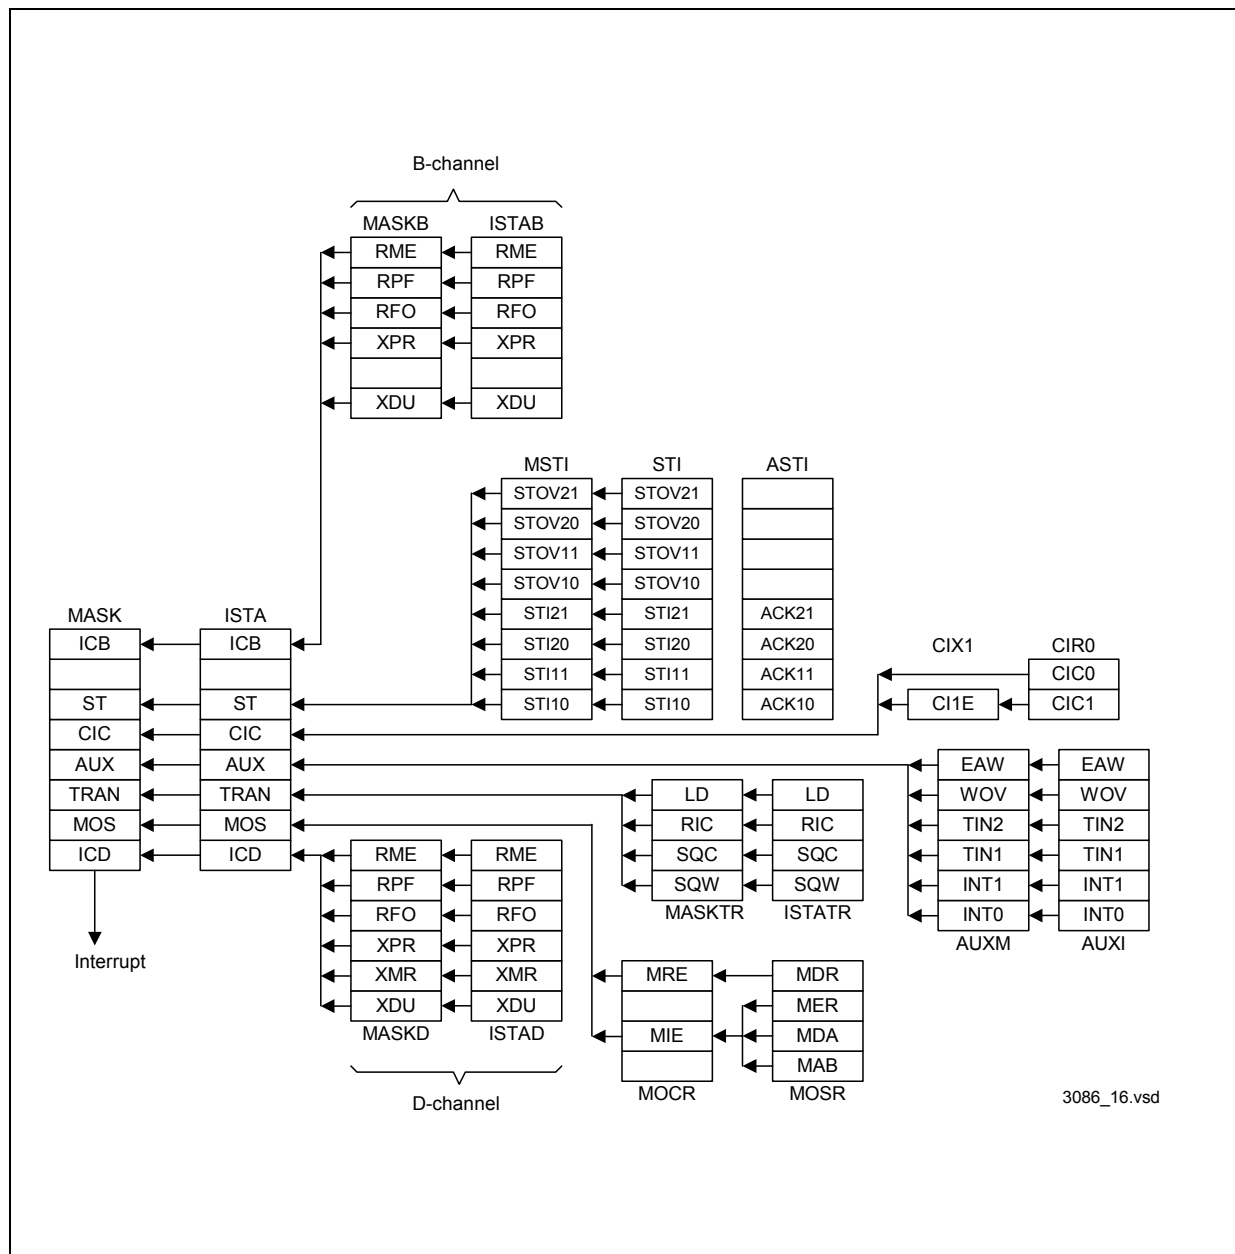 B-channel
MASKB ISTAB
RME RME
RPF RPF
RFO RFO
XPR XPR
XDU XDU
MSTI STI ASTI
STOV21 STOV21
STOV20 STOV20
STOV11 STOV11
STOV10 STOV10
MASK ISTA STI21 STI21 ACK21
ICB ICB STI20 STI20 ACK20 CIX1 CIR0
STI11 STI11 ACK11 CIC0
ST ST STI10 STI10 ACK10 CI1E CIC1
CIC CIC
AUX AUX EAW EAW
TRAN TRAN LD LD WOV WOV
MOS MOS RIC RIC TIN2 TIN2
ICD ICD RME RME SQC SQC TIN1 TIN1
RPF RPF SQW SQW INT1 INT1
RFO RFO MASKTR ISTATR INT0 INT0
XPR XPR AUXM AUXI
Interrupt
XMR XMR MRE MDR
XDU XDU MER
MASKD ISTAD MIE MDA
MAB
MOCR MOSR
D-channel
3086_16.vsd